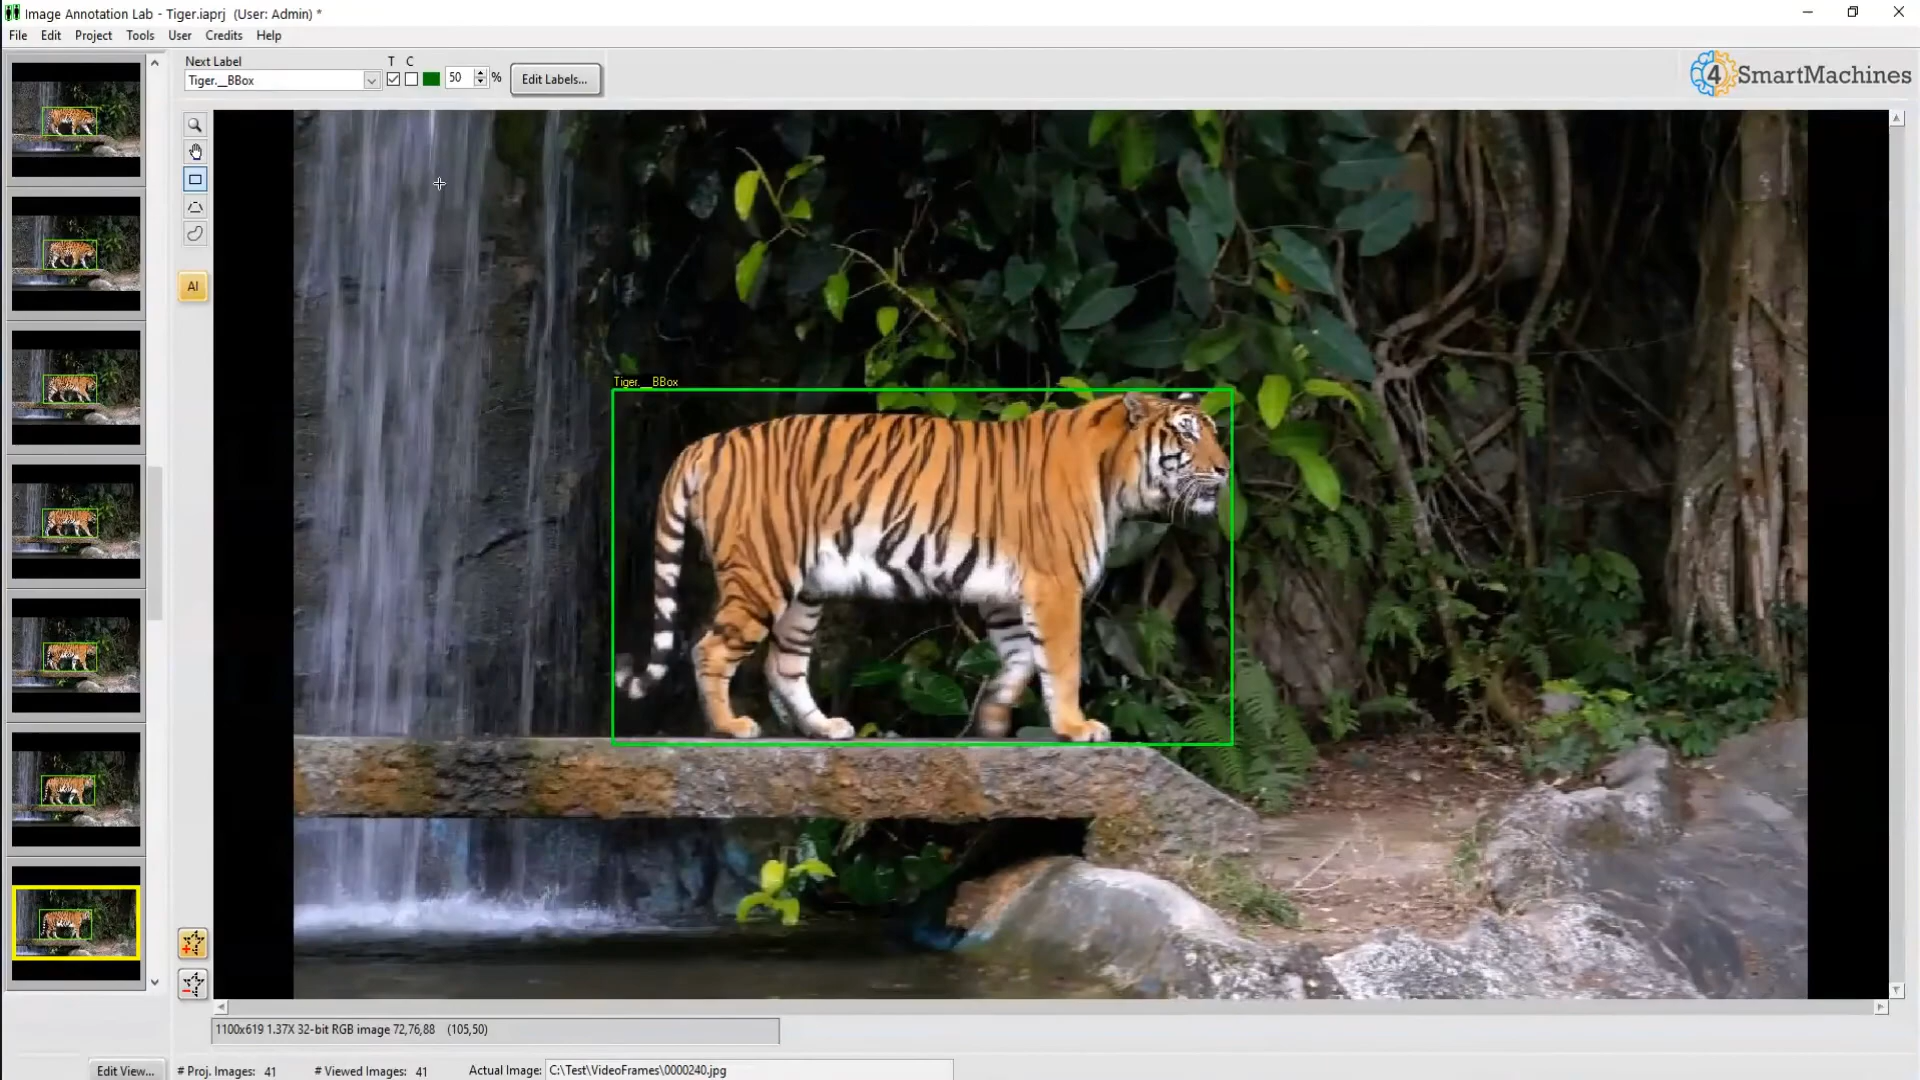 Image Annotation Lab - Tiger.iaprj (User: Admin) *
File Edit Project Tools User Credits Help
Next Label T C
Tiger.__BBox 50 % Edit Labels...
4SmartMachines
AI
Tiger.__BBox
1100x619 1.37X 32-bit RGB image 72,76,88 (105,50)
Edit View... # Proj. Images: 41 # Viewed Images: 41 Actual Image: C:\Test\VideoFrames\0000240.jpg